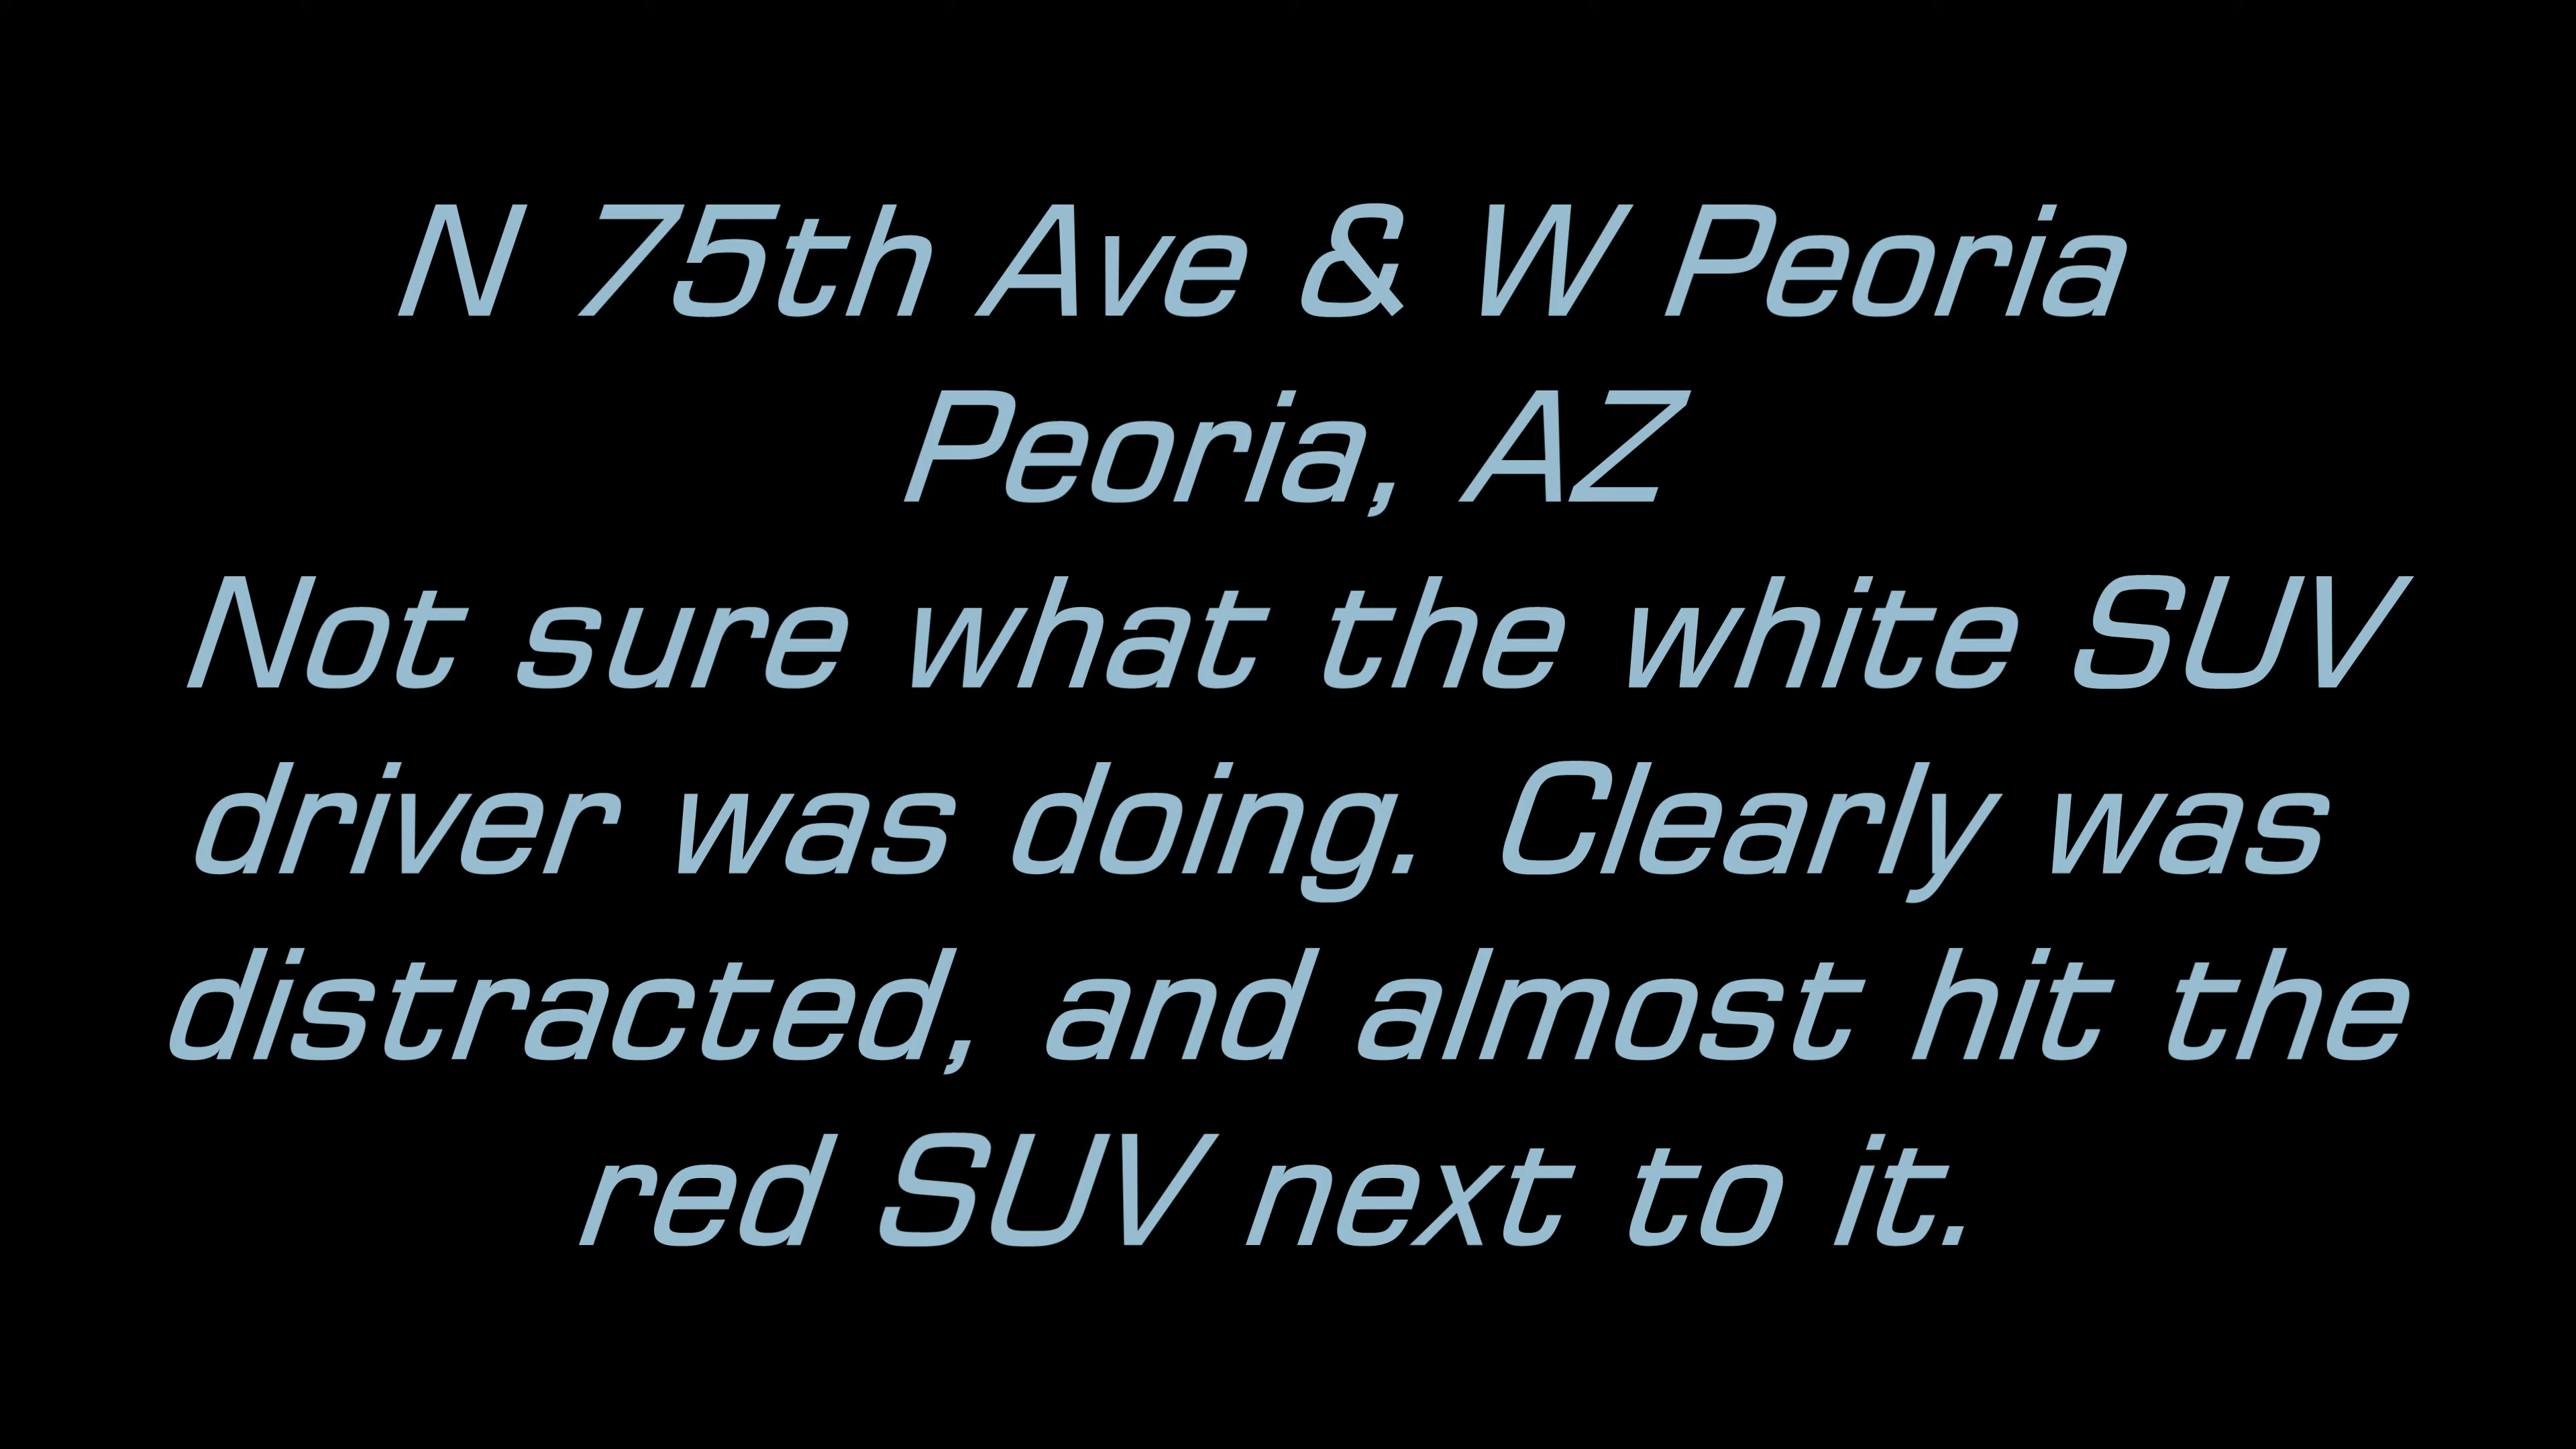 N 75th Ave & W Peoria
Peoria, AZ
Not sure what the white SUV
driver was doing. Clearly was
distracted, and almost hit the
red SUV next to it.